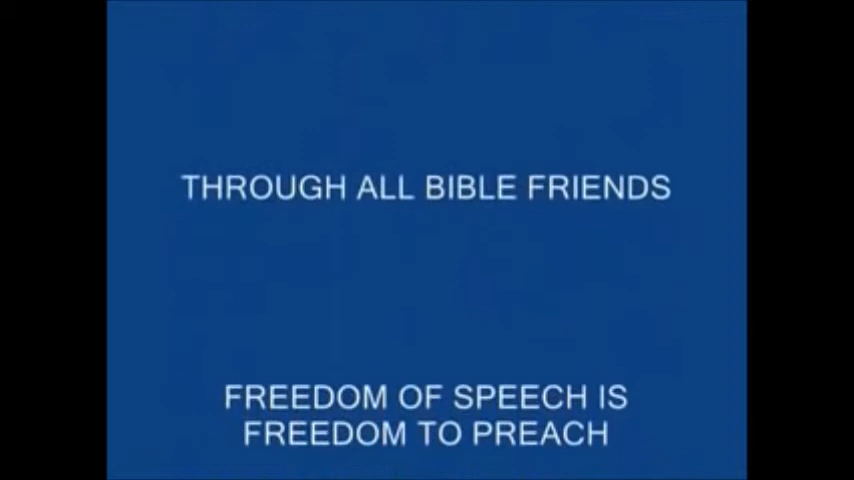 THROUGH ALL BIBLE FRIENDS
FREEDOM OF SPEECH IS
FREEDOM TO PREACH